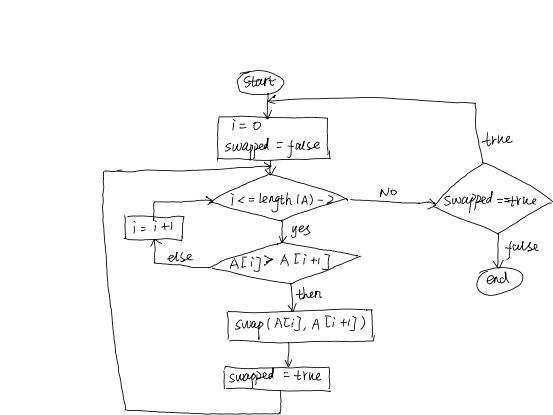 Start
i = 0
swapped = false
i <= length(A) - 2
NO
swapped == true
true
false
end
yes
i = i+1
else
A[i] > A[i+1]
then
swap(A[i], A[i+1])
swapped = true